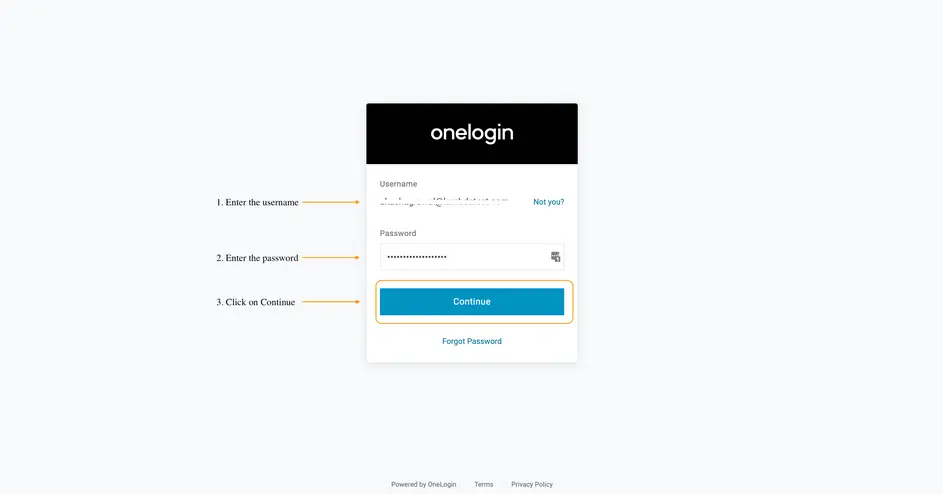 onelogin
Username
1. Enter the username
Not you?
Password
2. Enter the password
3. Click on Continue
Continue
Forgot Password
Powered by OneLogin Terms Privacy Policy